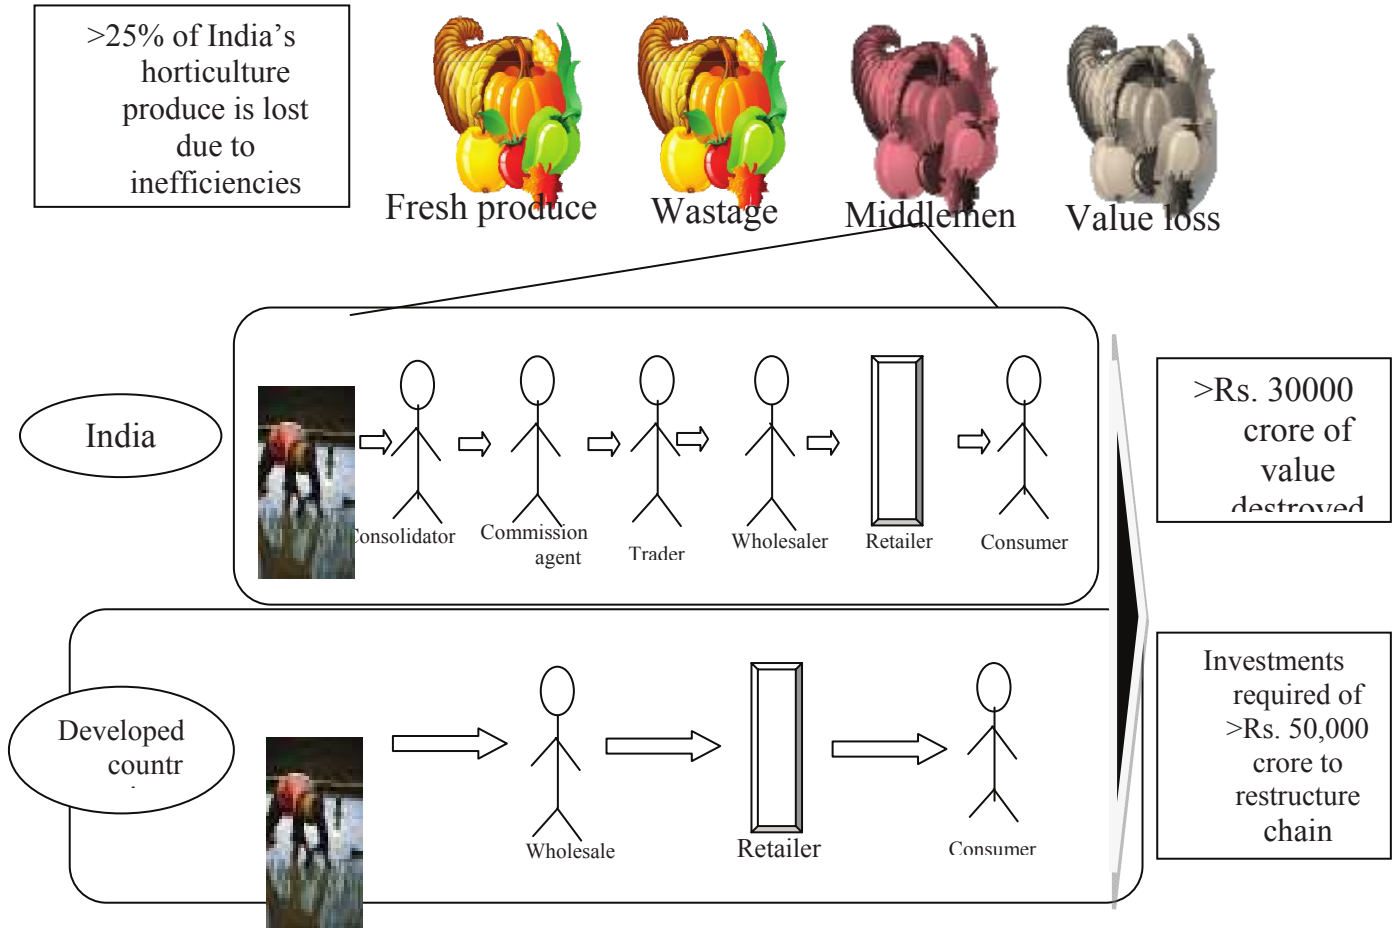 >25% of India’s
horticulture
produce is lost
due to
inefficiencies
Fresh produce
Wastage
Middlemen
Value loss
India
Consolidator
Commission
agent
Trader
Wholesaler
Retailer
Consumer
>Rs. 30000
crore of
value
destroyed
Developed
countr
Wholesale
Retailer
Consumer
Investments
required of
>Rs. 50,000
crore to
restructure
chain